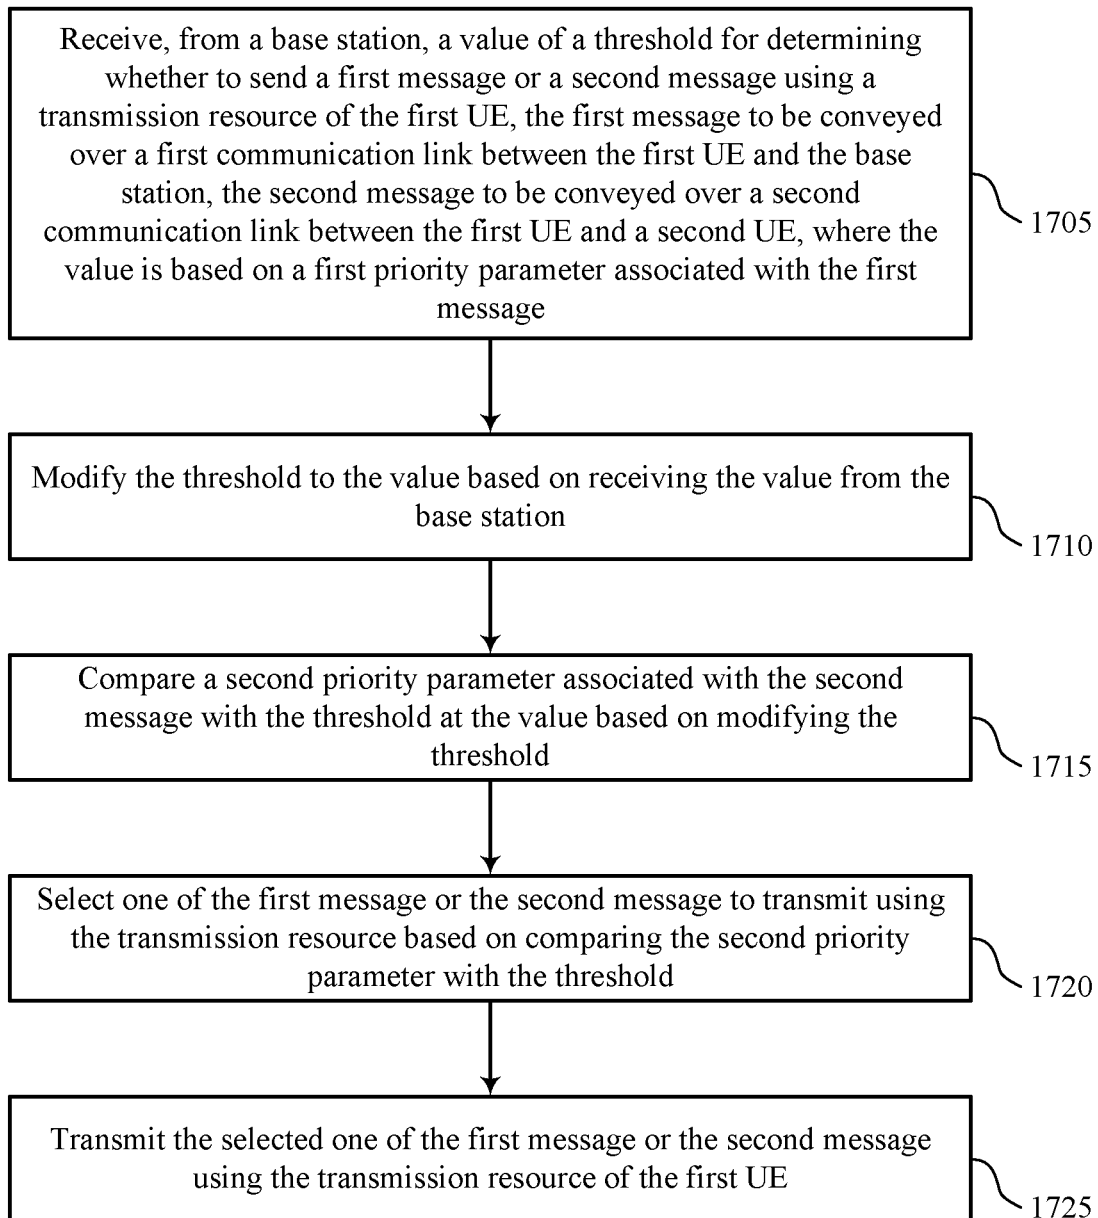 Receive, from a base station, a value of a threshold for determining
whether to send a first message or a second message using a
transmission resource of the first UE, the first message to be conveyed
over a first communication link between the first UE and the base
station, the second message to be conveyed over a second
communication link between the first UE and a second UE, where the
value is based on a first priority parameter associated with the first
message
1705
Modify the threshold to the value based on receiving the value from the
base station
1710
Compare a second priority parameter associated with the second
message with the threshold at the value based on modifying the
threshold
1715
Select one of the first message or the second message to transmit using
the transmission resource based on comparing the second priority
parameter with the threshold
1720
Transmit the selected one of the first message or the second message
using the transmission resource of the first UE
1725